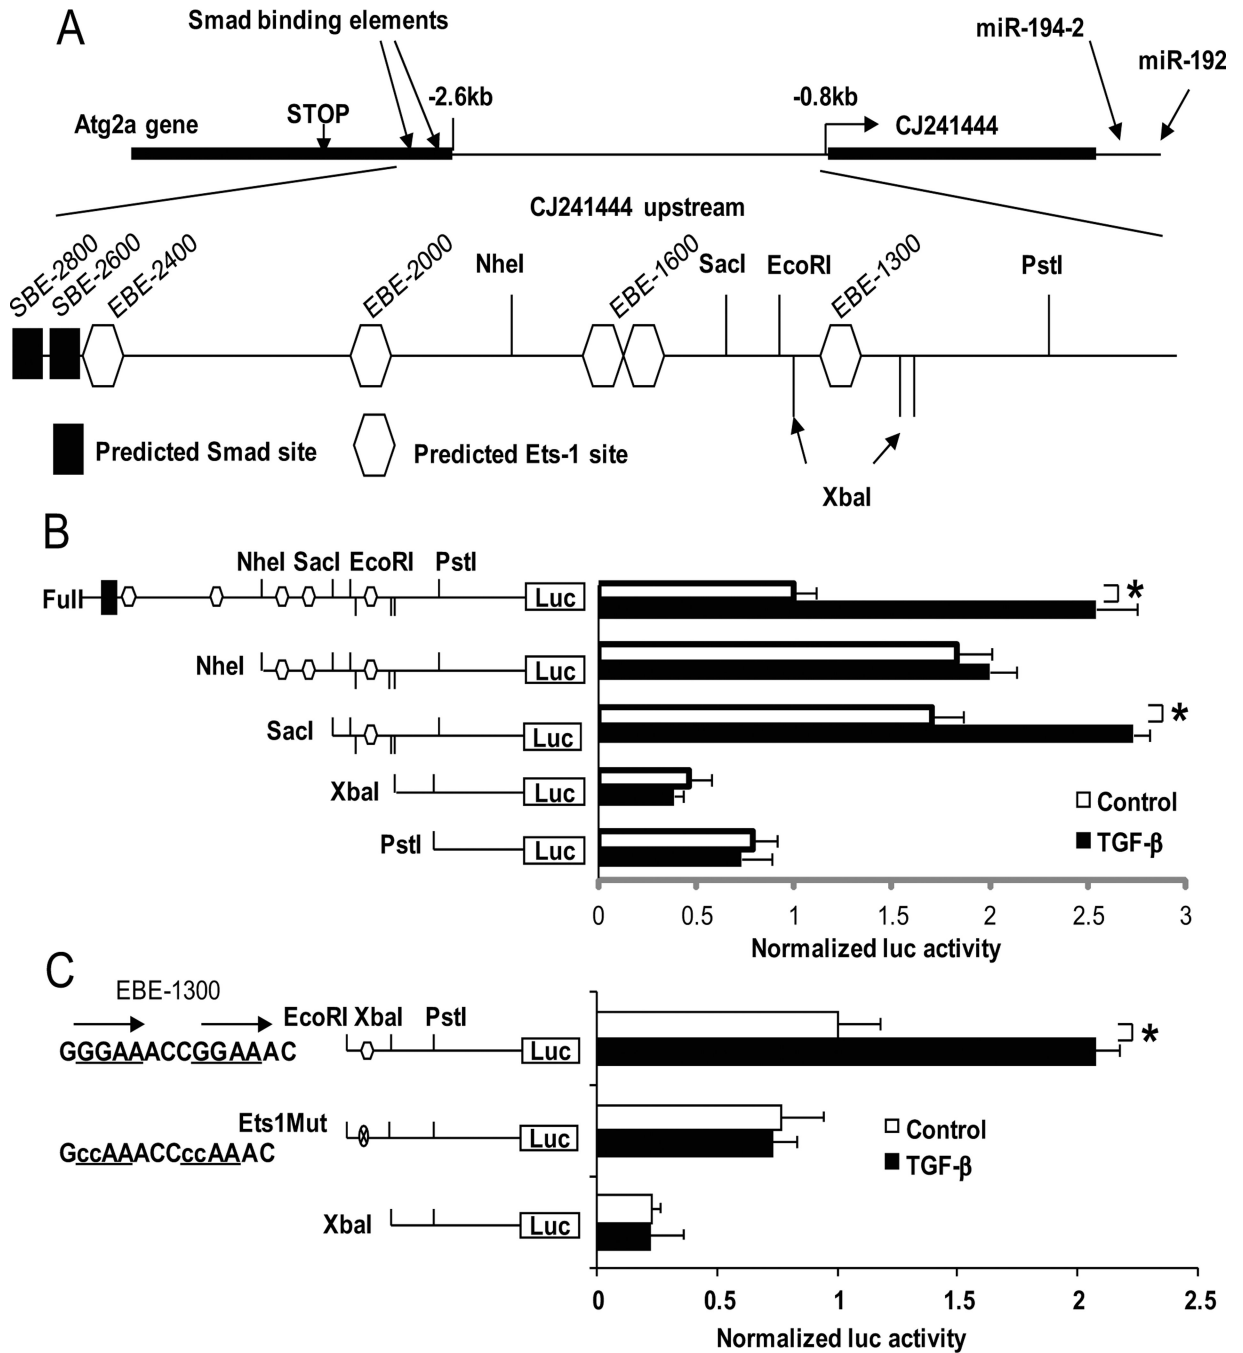 A
Smad binding elements
miR-194-2
miR-192
Atg2a gene
STOP
-2.6kb
-0.8kb
CJ241444
CJ241444 upstream
SBE-2800
SBE-2600
EBE-2400
EBE-2000
NheI
EBE-1600
SacI
EcoRI
EBE-1300
PstI
Predicted Smad site
Predicted Ets-1 site
XbaI
B
NheI SacI EcoRI PstI
Full
Luc
*
NheI
Luc
SacI
Luc
*
XbaI
Luc
Control
PstI
Luc
TGF-β
0 0.5 1 1.5 2 2.5 3
Normalized luc activity
C
EBE-1300
EcoRI XbaI PstI
GGGAAACCGGAAAC
Luc
*
Ets1Mut
Luc
GccAAACCccAAAC
Control
TGF-β
XbaI
Luc
0 0.5 1 1.5 2 2.5
Normalized luc activity